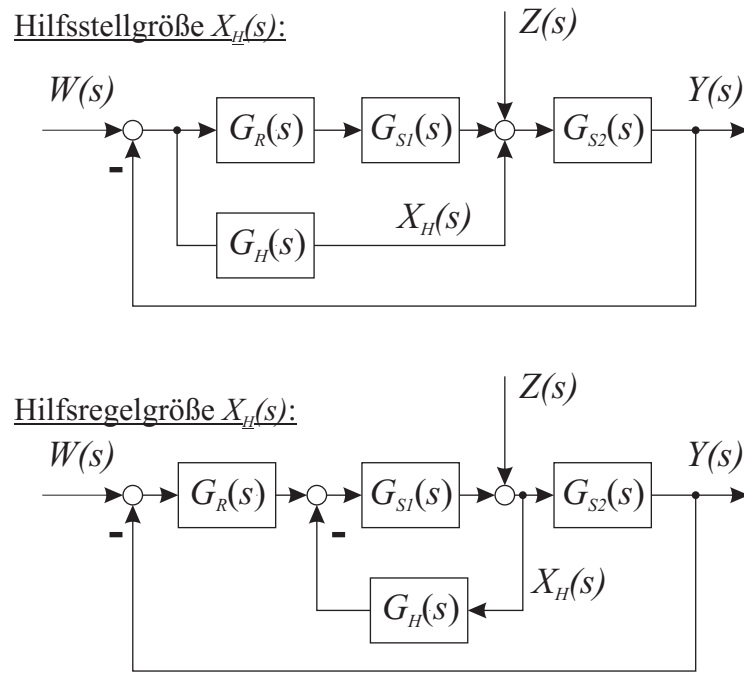 Hilfsstellgröße X_H(s):
Z(s)
W(s)
Y(s)
G_R(s)
G_S1(s)
G_S2(s)
-
X_H(s)
G_H(s)
Hilfsregelgröße X_H(s):
Z(s)
W(s)
Y(s)
G_R(s)
G_S1(s)
G_S2(s)
-
-
X_H(s)
G_H(s)